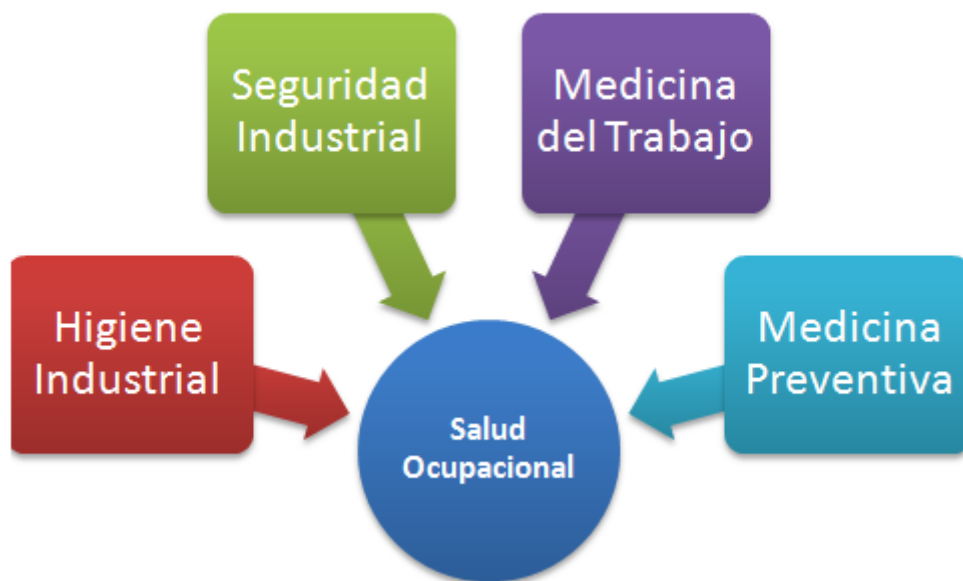 Seguridad
Industrial
Medicina
del Trabajo
Higiene
Industrial
Medicina
Preventiva
Salud
Ocupacional